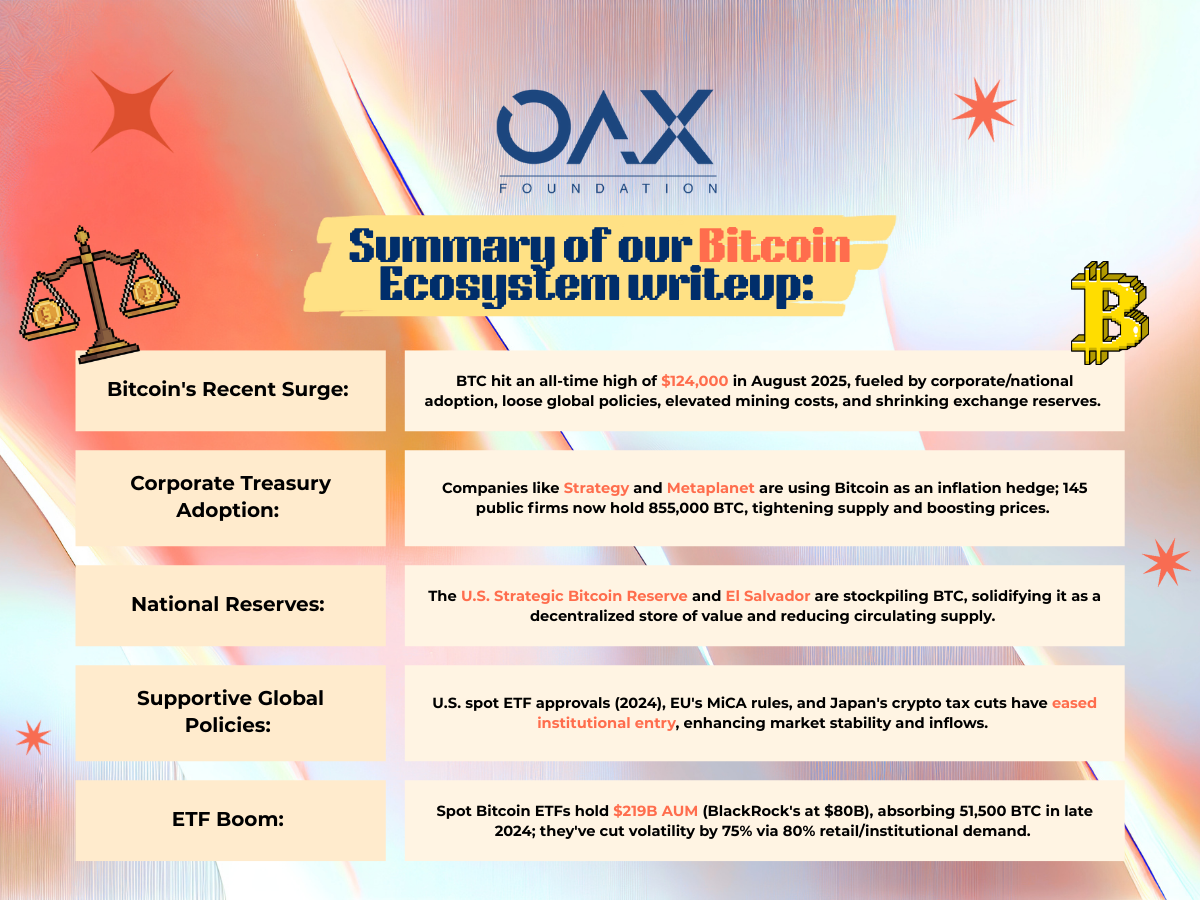 OAX
FOUNDATION
Summary of our Bitcoin
Ecosystem writeup:
Bitcoin's Recent Surge:
BTC hit an all-time high of $124,000 in August 2025, fueled by corporate/national
adoption, loose global policies, elevated mining costs, and shrinking exchange reserves.
Corporate Treasury
Adoption:
Companies like Strategy and Metaplanet are using Bitcoin as an inflation hedge; 145
public firms now hold 855,000 BTC, tightening supply and boosting prices.
National Reserves:
The U.S. Strategic Bitcoin Reserve and El Salvador are stockpiling BTC, solidifying it as a
decentralized store of value and reducing circulating supply.
Supportive Global
Policies:
U.S. spot ETF approvals (2024), EU's MiCA rules, and Japan's crypto tax cuts have eased
institutional entry, enhancing market stability and inflows.
ETF Boom:
Spot Bitcoin ETFs hold $219B AUM (BlackRock's at $80B), absorbing 51,500 BTC in late
2024; they've cut volatility by 75% via 80% retail/institutional demand.